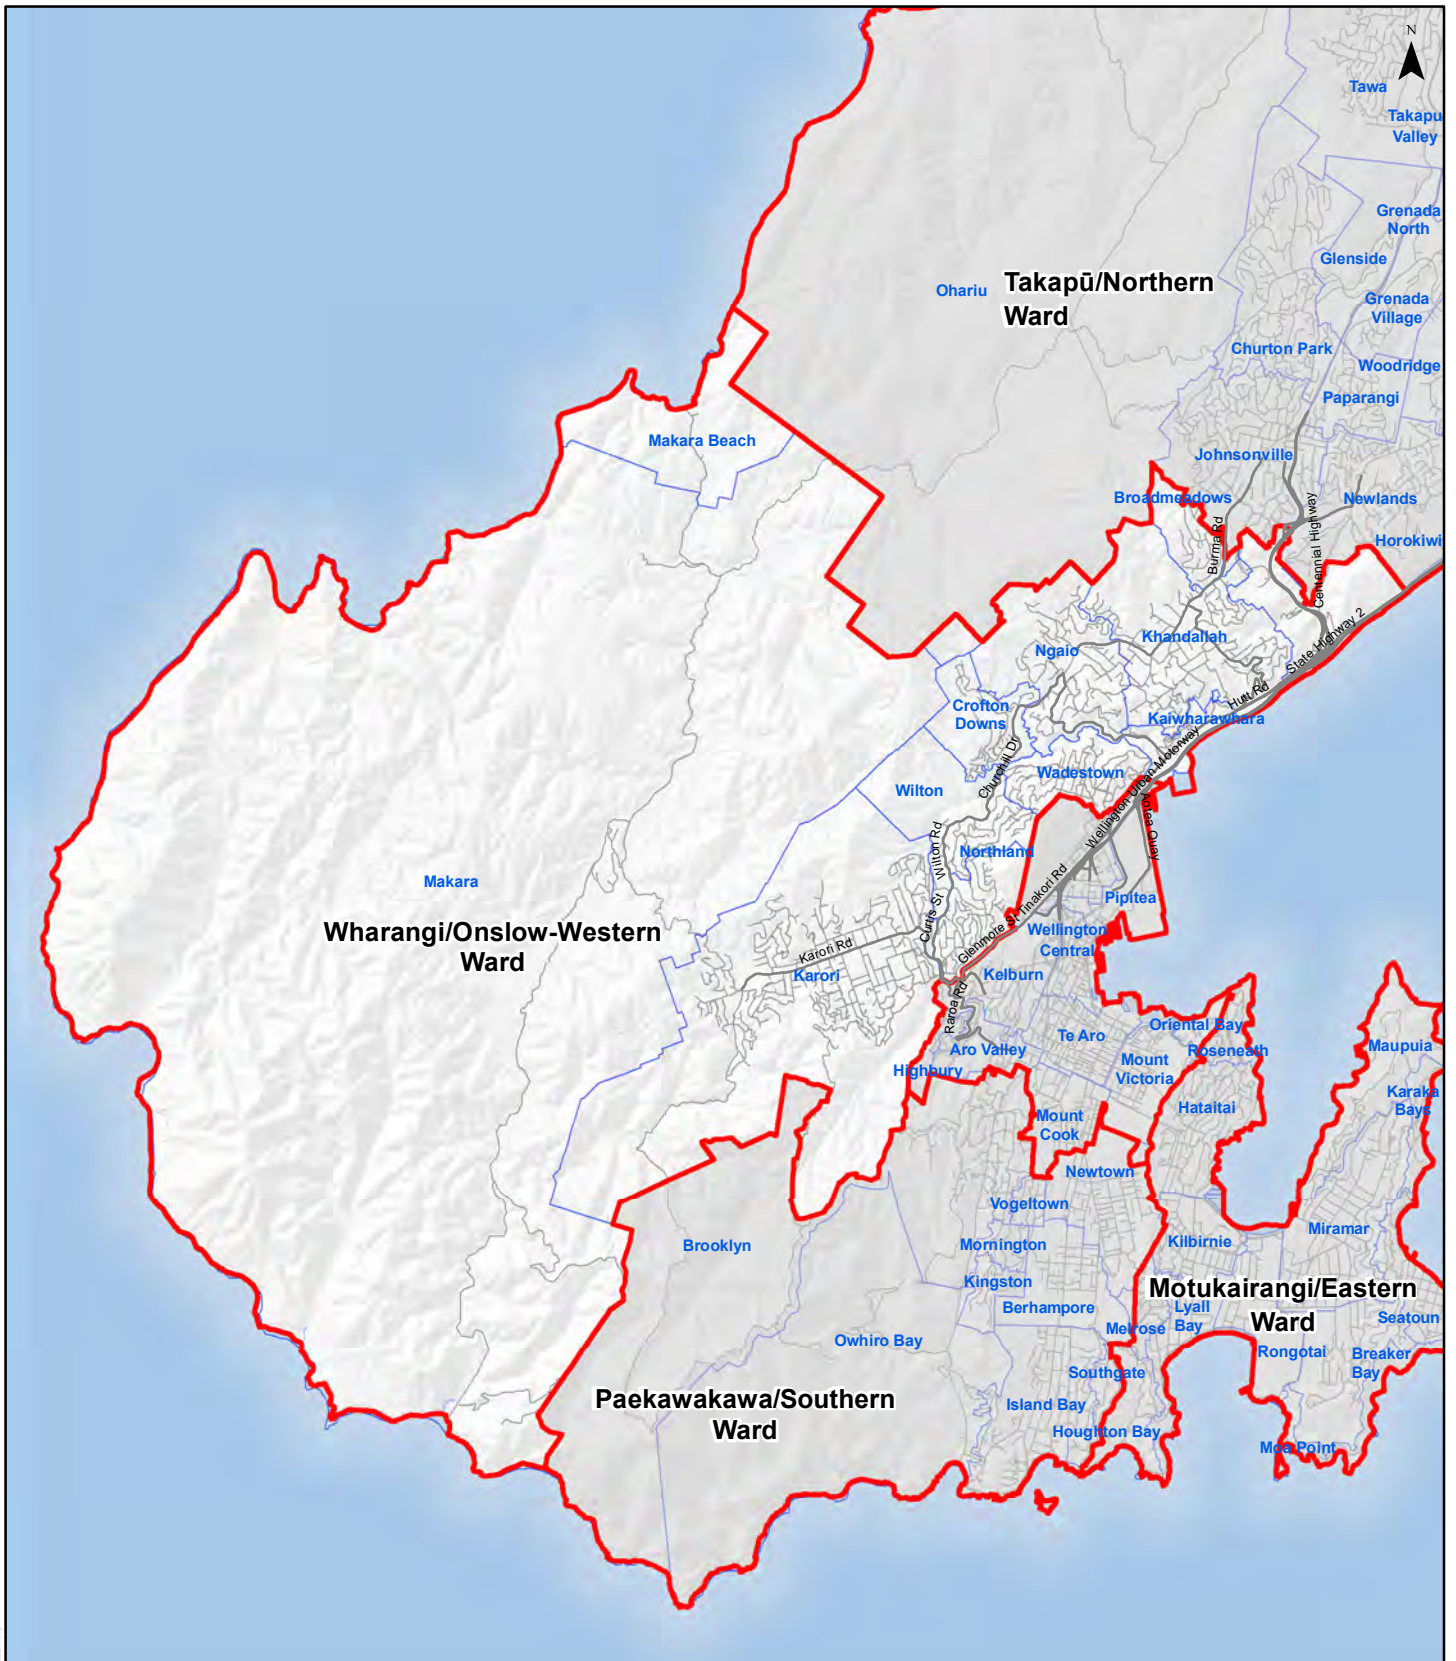 N
Tawa
Takapu
Valley
Grenada
North
Glenside
Ohariu
Takapū/Northern
Ward
Grenada
Village
Churton Park
Woodridge
Paparangi
Makara Beach
Johnsonville
Broadmeadows
Newlands
Burma Rd
Centennial Highway
Horokiwi
Khandallah
State Highway 2
Ngaio
Hutt Rd
Crofton
Downs
Kaiwharawhara
Churchill Dr
Wadestown
Wellington Urban Motorway
Wilton
Aotea Quay
Wilton Rd
Northland
Makara
Tinakori Rd
Pipitea
Curtis St
Glenmore St
Wharangi/Onslow-Western
Ward
Wellington
Central
Karori Rd
Karori
Kelburn
Raroa Rd
Oriental Bay
Te Aro
Aro Valley
Roseneath
Maupuia
Mount
Victoria
Highbury
Karaka
Bays
Hataitai
Mount
Cook
Newtown
Vogeltown
Miramar
Brooklyn
Mornington
Kilbirnie
Kingston
Motukairangi/Eastern
Ward
Berhampore
Lyall
Bay
Seatoun
Melrose
Owhiro Bay
Rongotai
Breaker
Bay
Southgate
Paekawakawa/Southern
Ward
Island Bay
Houghton Bay
Moa Point